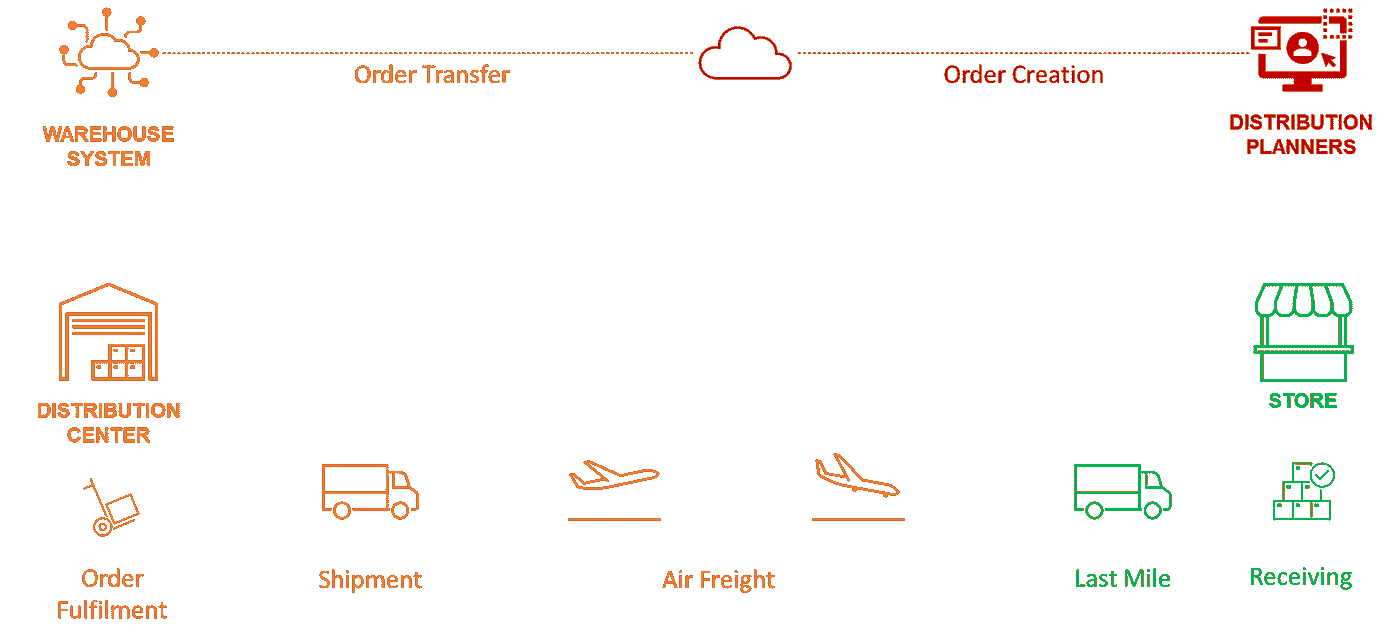 Order Transfer
Order Creation
WAREHOUSE
SYSTEM
DISTRIBUTION
PLANNERS
DISTRIBUTION
CENTER
STORE
Order
Fulfilment
Shipment
Air Freight
Last Mile
Receiving